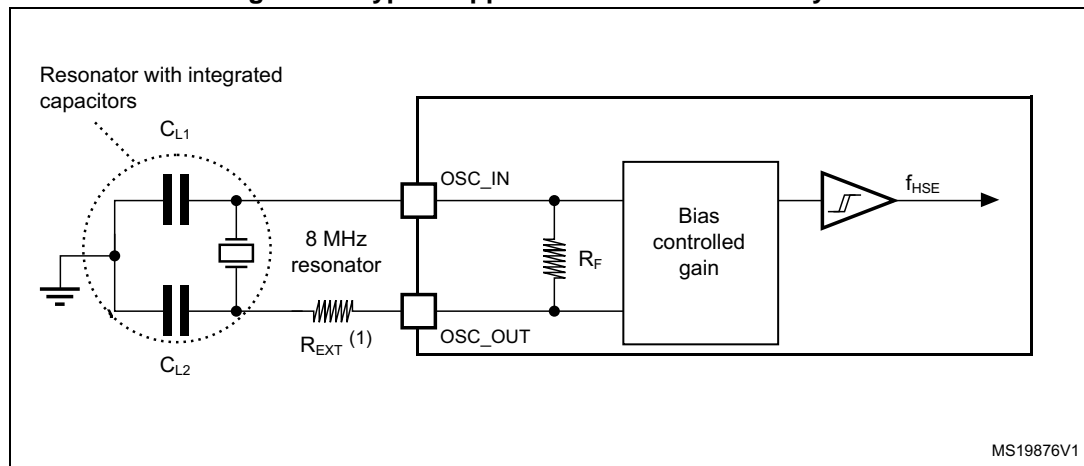 Resonator with integrated
capacitors
CL1
OSC_IN
fHSE
8 MHz
resonator
RF
Bias
controlled
gain
REXT (1)
OSC_OUT
CL2
MS19876V1